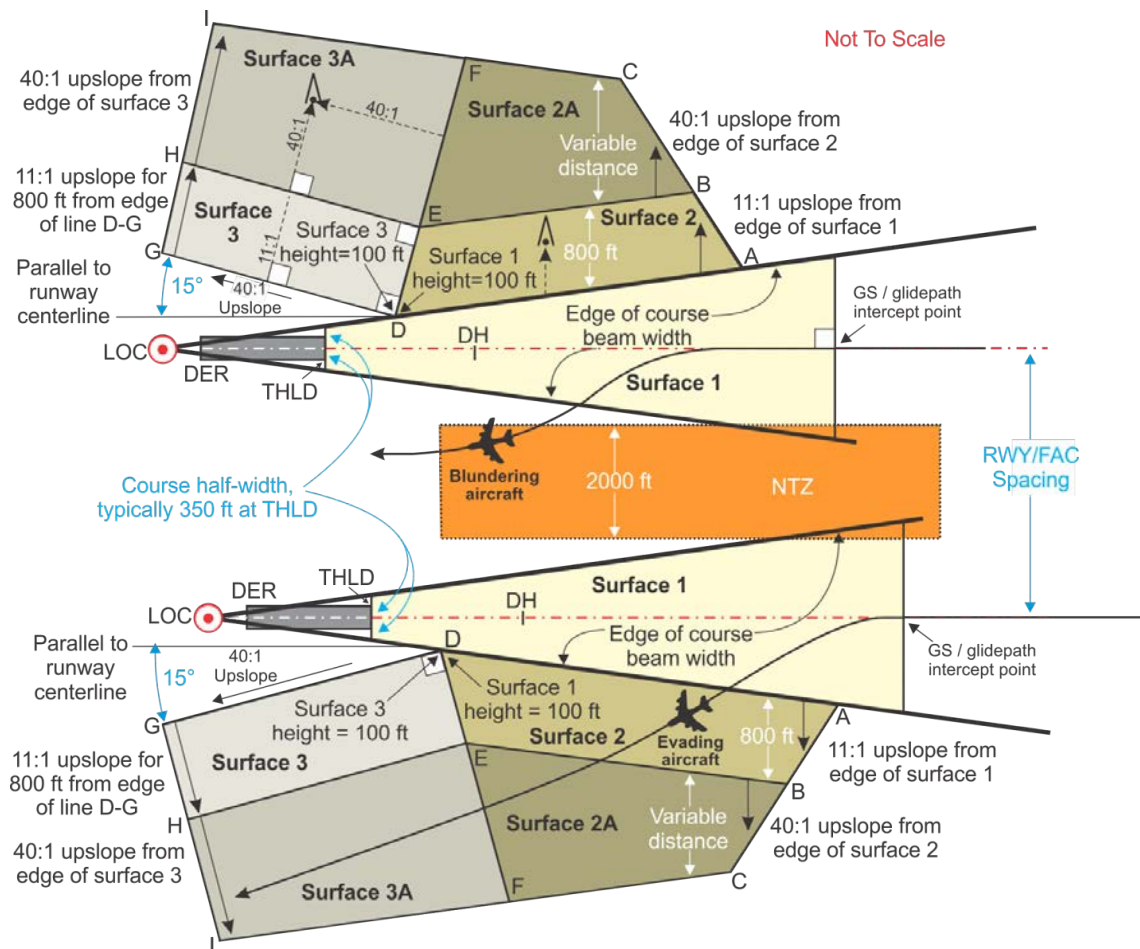 Not To Scale
I
Surface 3A
F
C
40:1 upslope from
edge of surface 3
40:1
40:1
Surface 2A
Variable
distance
40:1 upslope from
edge of surface 2
H
B
11:1 upslope for
800 ft from edge
of line D-G
Surface
3
E
Surface 2
11:1 upslope from
edge of surface 1
11:1
Surface 3
height=100 ft
Surface 1
height=100 ft
800 ft
G
A
Parallel to
runway
centerline
15°
40:1
Upslope
D
Edge of course
beam width
GS / glidepath
intercept point
LOC
DER
THLD
DH
Surface 1
Blundering
aircraft
2000 ft
NTZ
RWY/FAC
Spacing
Course half-width,
typically 350 ft at THLD
DER
THLD
Surface 1
LOC
DH
Parallel to
runway
centerline
15°
40:1
Upslope
D
Edge of course
beam width
GS / glidepath
intercept point
G
Surface 3
height = 100 ft
Surface 1
height = 100 ft
A
11:1 upslope for
800 ft from edge
of line D-G
Surface 3
E
Surface 2
Evading
aircraft
800 ft
11:1 upslope from
edge of surface 1
B
H
40:1 upslope from
edge of surface 3
Surface 2A
Variable
distance
40:1 upslope from
edge of surface 2
Surface 3A
F
C
I